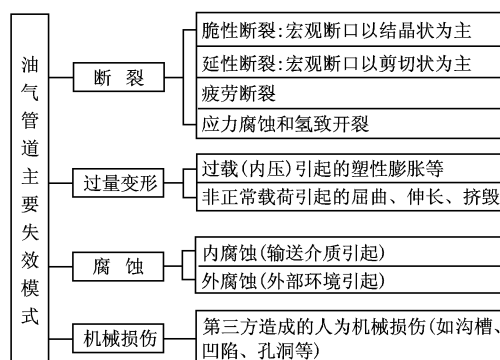 油气管道主要失效模式
断裂
脆性断裂:宏观断口以结晶状为主
延性断裂:宏观断口以剪切状为主
疲劳断裂
应力腐蚀和氢致开裂
过量变形
过载(内压)引起的塑性膨胀等
非正常载荷引起的屈曲、伸长、挤毁
腐蚀
内腐蚀(输送介质引起)
外腐蚀(外部环境引起)
机械损伤
第三方造成的人为机械损伤(如沟槽、
凹陷、孔洞等)